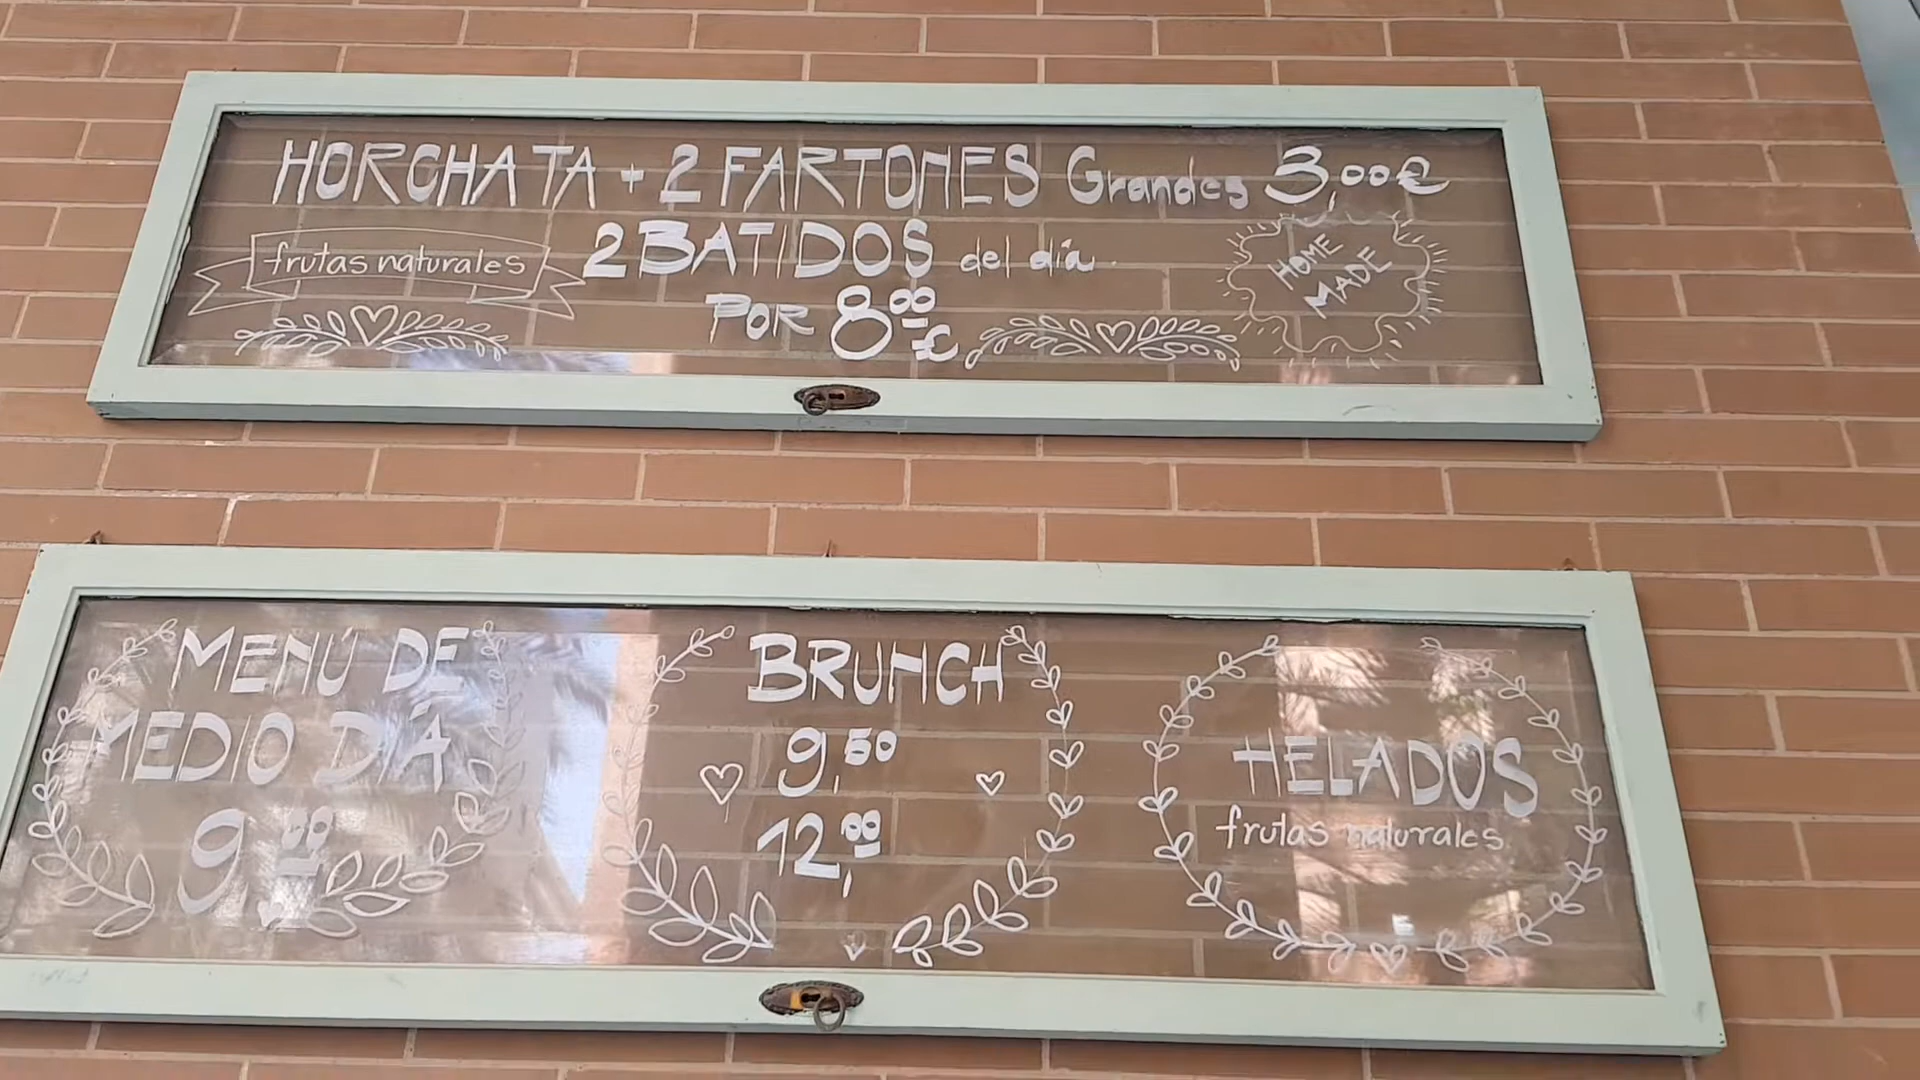 HORCHATA + 2 FARTONES Grandes 3,00€
frutas naturales
2 BATIDOS del día.
POR 8,00€
HOME
MADE
MENÚ DE
MEDIO DÍA
9,00
BRUNCH
9,50
12,00
HELADOS
frutas naturales